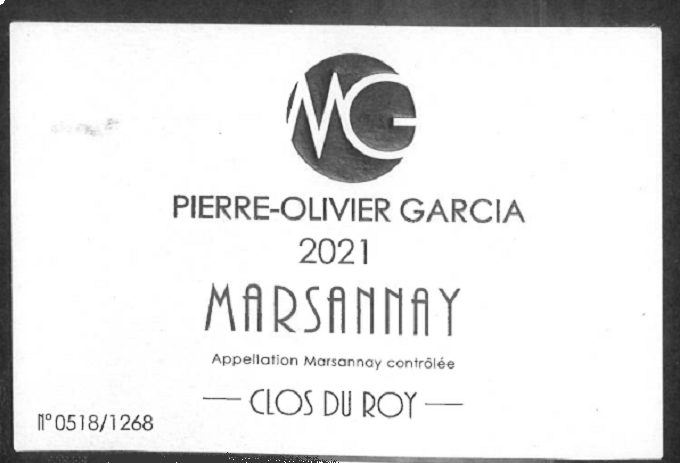 MG
PIERRE-OLIVIER GARCIA
2021
MARSANNAY
Appellation Marsannay contrôlée
CLOS DU ROY
N° 0518/1268